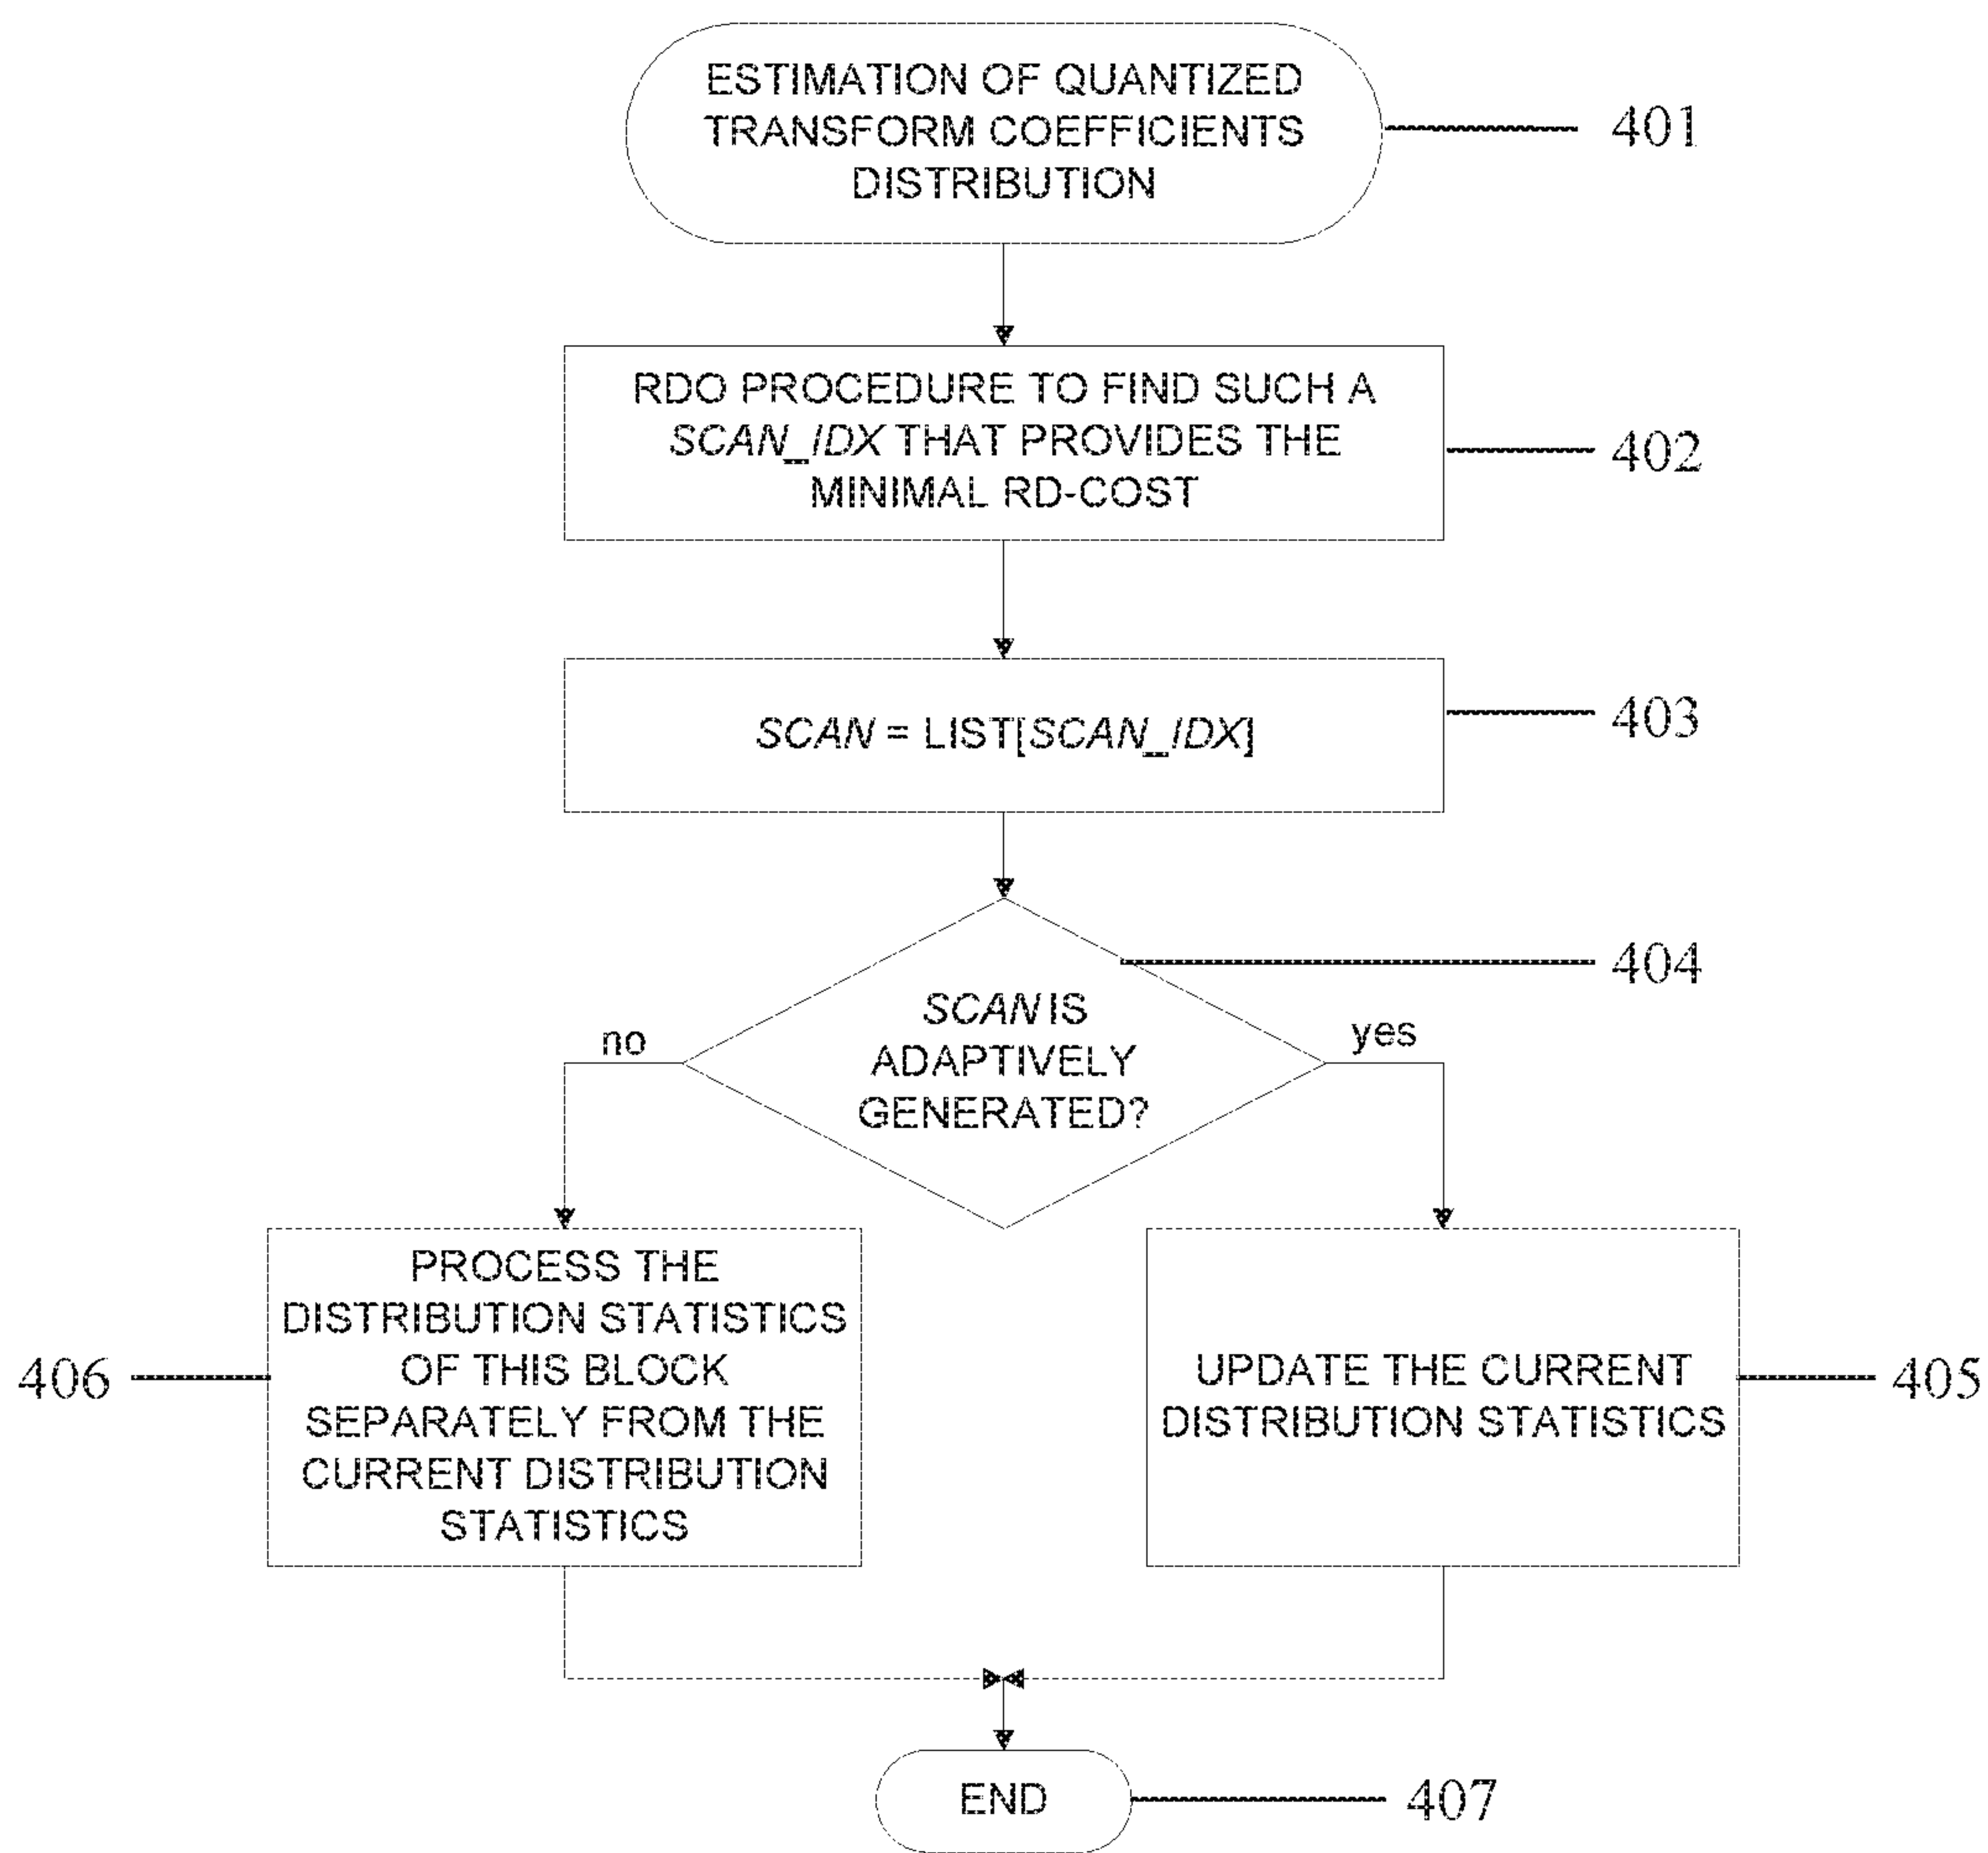 ESTIMATION OF QUANTIZED
TRANSFORM COEFFICIENTS
DISTRIBUTION
401
RDO PROCEDURE TO FIND SUCH A
SCAN_IDX THAT PROVIDES THE
MINIMAL RD-COST
402
SCAN = LIST[SCAN_IDX]
403
404
SCAN IS
ADAPTIVELY
GENERATED?
no
yes
PROCESS THE
DISTRIBUTION STATISTICS
OF THIS BLOCK
SEPARATELY FROM THE
CURRENT DISTRIBUTION
STATISTICS
406
UPDATE THE CURRENT
DISTRIBUTION STATISTICS
405
END
407